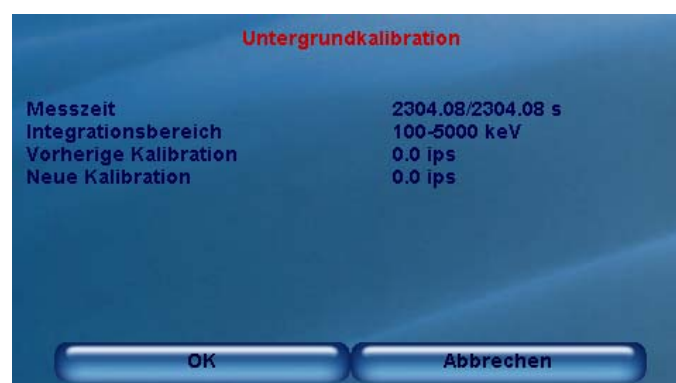 Untergrundkalibration
Messzeit 2304.08/2304.08 s
Integrationsbereich 100-5000 keV
Vorherige Kalibration 0.0 ips
Neue Kalibration 0.0 ips
OK Abbrechen